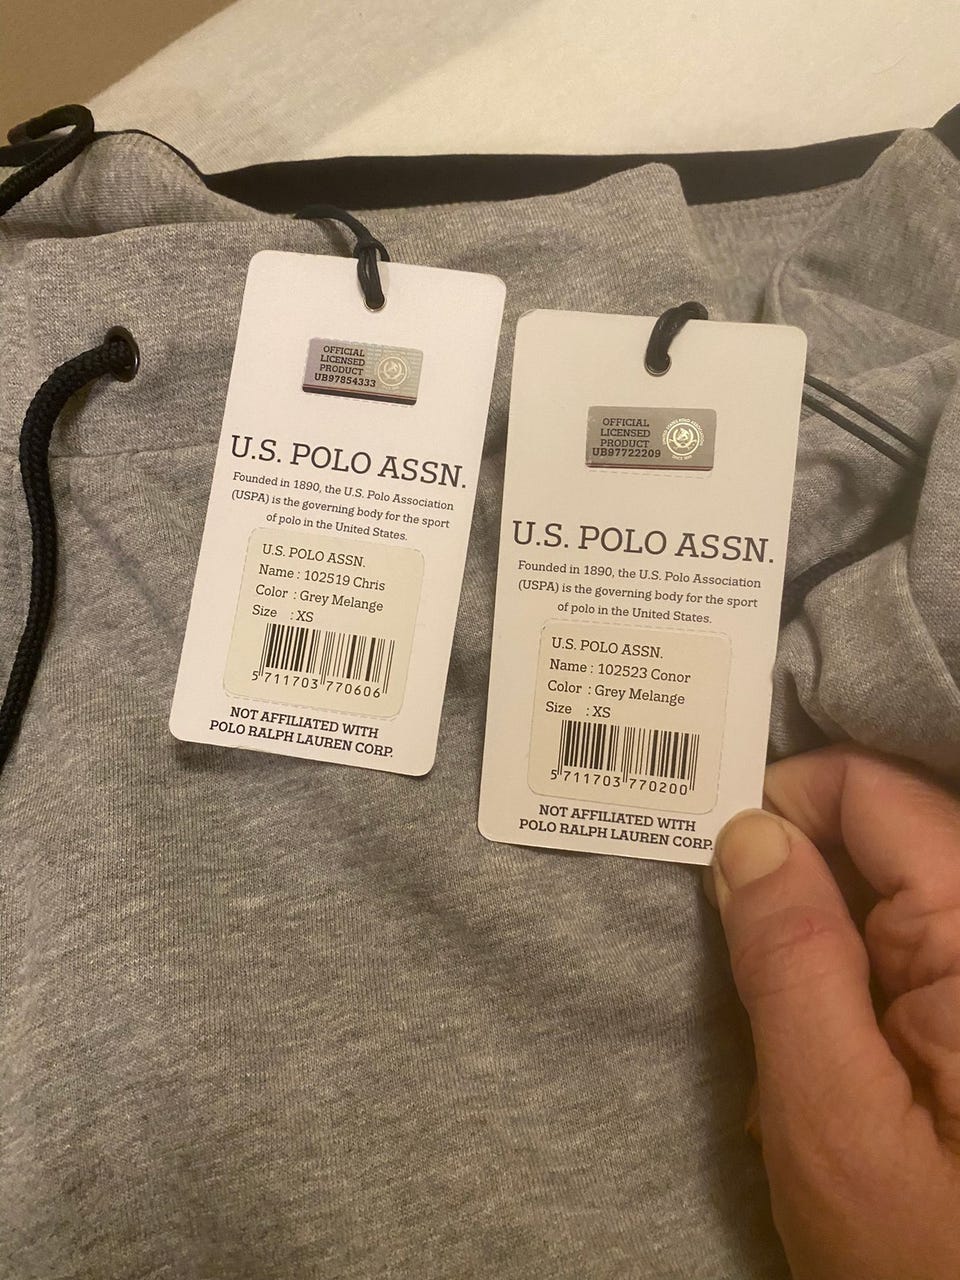 OFFICIAL
LICENSED
PRODUCT
UB97854333
U.S. POLO ASSN.
Founded in 1890, the U.S. Polo Association
(USPA) is the governing body for the sport
of polo in the United States.
U.S. POLO ASSN.
Name : 102519 Chris
Color : Grey Melange
Size : XS
5 711703 770606
NOT AFFILIATED WITH
POLO RALPH LAUREN CORP.
OFFICIAL
LICENSED
PRODUCT
UB97722209
U.S. POLO ASSN.
Founded in 1890, the U.S. Polo Association
(USPA) is the governing body for the sport
of polo in the United States.
U.S. POLO ASSN.
Name : 102523 Conor
Color : Grey Melange
Size : XS
5 711703 770200
NOT AFFILIATED WITH
POLO RALPH LAUREN CORP.